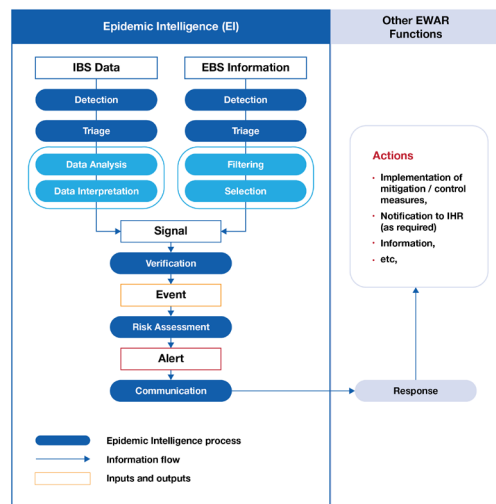 Epidemic Intelligence (EI)
Other EWAR
Functions
IBS Data
EBS Information
Detection
Detection
Triage
Triage
Data Analysis
Filtering
Data Interpretation
Selection
Signal
Verification
Event
Risk Assessment
Alert
Communication
Response
Actions
· Implementation of
mitigation / control
measures,
· Notification to IHR
(as required)
· Information,
· etc,
Epidemic Intelligence process
Information flow
Inputs and outputs